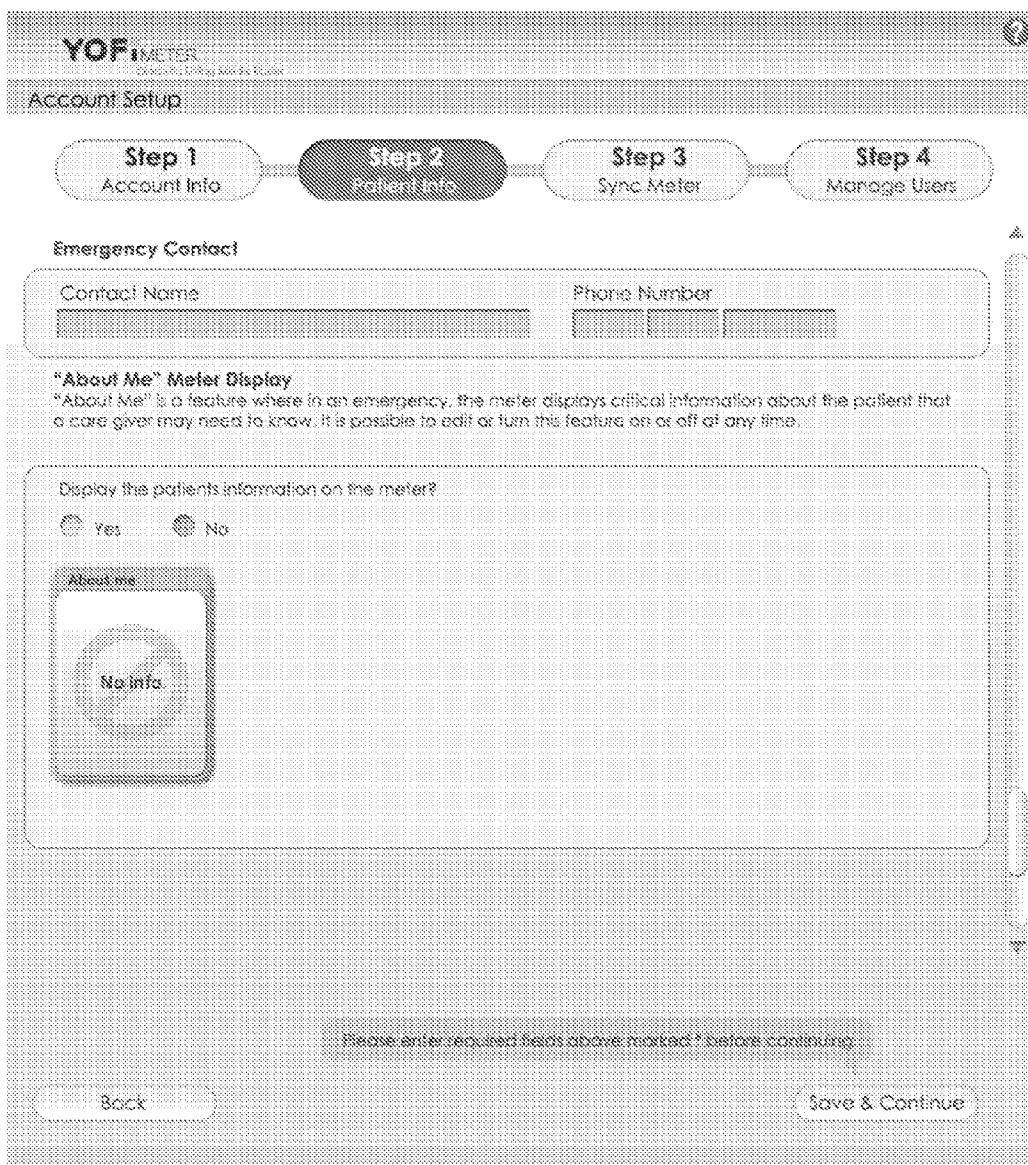 YOFiMETER
Account Setup
Step 1
Account Info
Step 2
Patient Info
Step 3
Sync Meter
Step 4
Manage Users
Emergency Contact
Contact Name
Phone Number
"About Me" Meter Display
"About Me" is a feature where in an emergency, the meter displays critical information about the patient that
a care giver may need to know. It is possible to edit or turn this feature on or off at any time.
Display the patients information on the meter?
Yes
No
About me
No info.
Please enter required fields above marked * before continuing
Back
Save & Continue